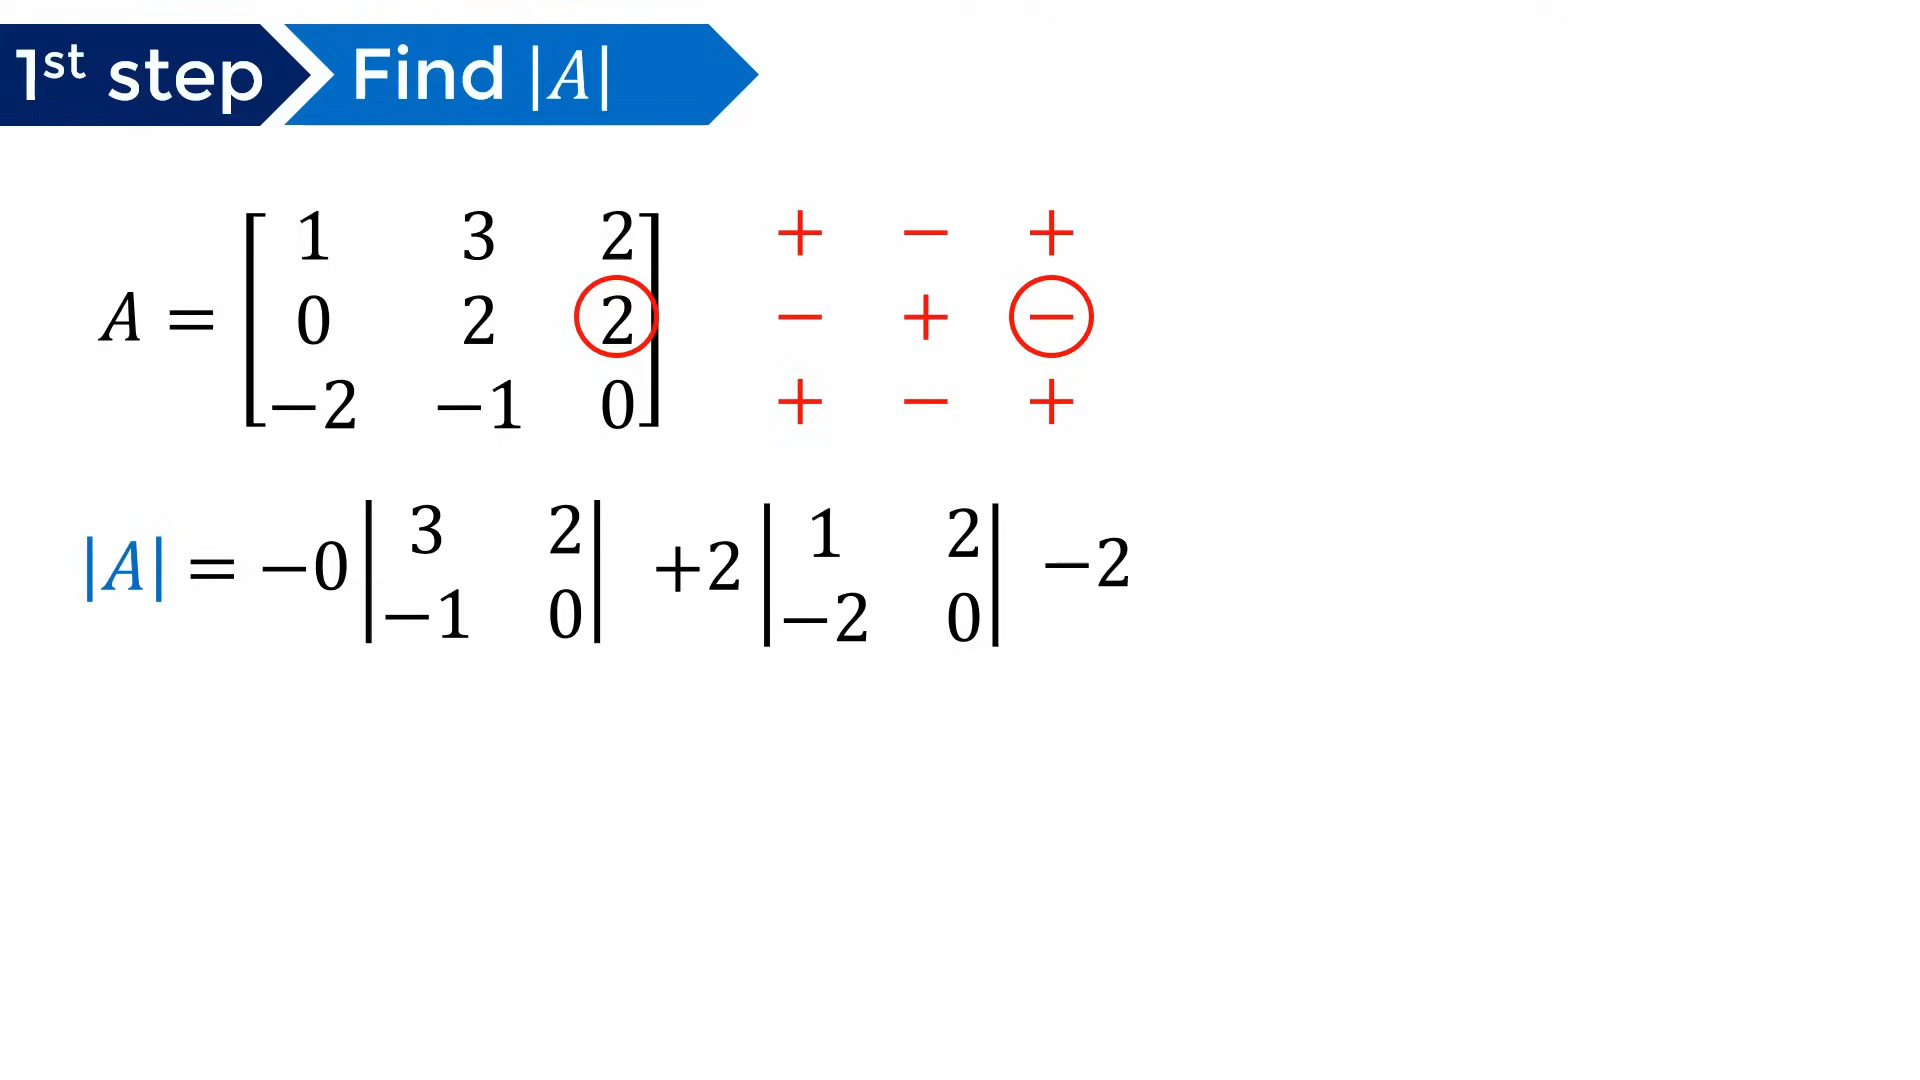 1st step Find |A|
1 3 2 + − +
A = 0 2 2 − + −
−2 −1 0 + − +
3 2 1 2
|A| = −0 +2 −2
−1 0 −2 0